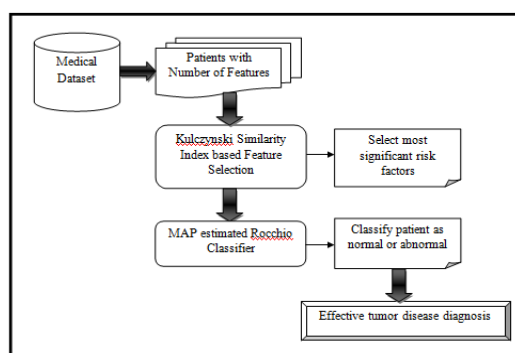 Medical
Dataset
Patients with
Number of Features
Kulczynski Similarity
Index based Feature
Selection
Select most
significant risk
factors
MAP estimated Rocchio
Classifier
Classify patient as
normal or abnormal
Effective tumor disease diagnosis